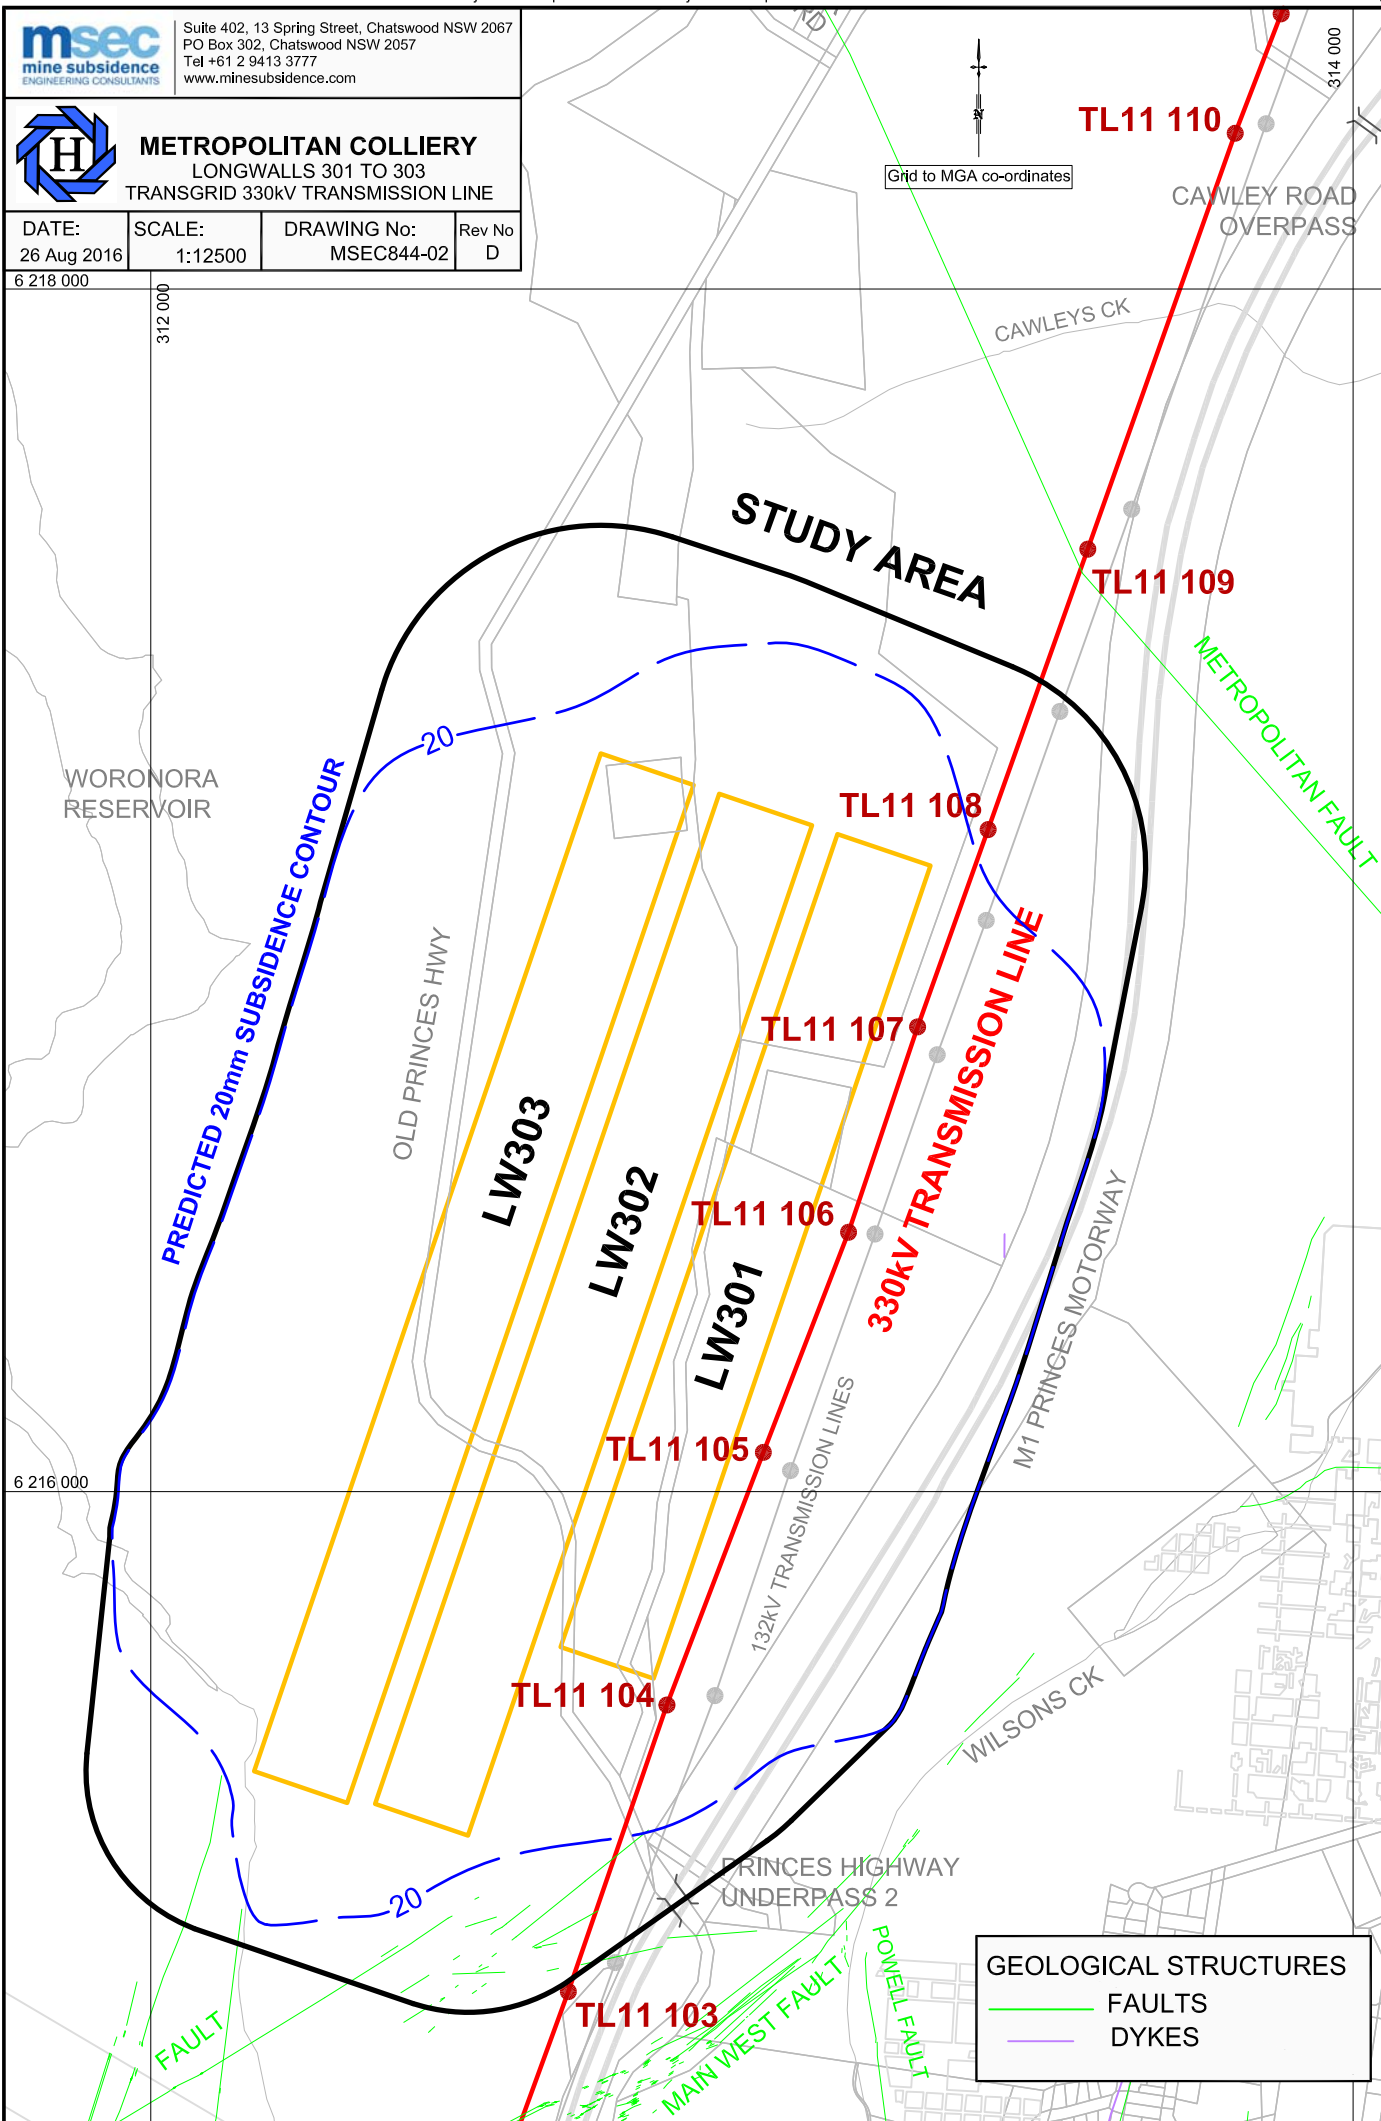 msec
mine subsidence
ENGINEERING CONSULTANTS
Suite 402, 13 Spring Street, Chatswood NSW 2067
PO Box 302, Chatswood NSW 2057
Tel +61 2 9413 3777
www.minesubsidence.com
H
METROPOLITAN COLLIERY
LONGWALLS 301 TO 303
TRANSGRID 330kV TRANSMISSION LINE
DATE:
26 Aug 2016
SCALE:
1:12500
DRAWING No:
MSEC844-02
Rev No
D
RD
N
Grid to MGA co-ordinates
314 000
TL11 110
CAWLEY ROAD
OVERPASS
6 218 000
312 000
CAWLEYS CK
STUDY AREA
TL11 109
METROPOLITAN FAULT
20
WORONORA
RESERVOIR
PREDICTED 20mm SUBSIDENCE CONTOUR
TL11 108
OLD PRINCES HWY
TL11 107
330kV TRANSMISSION LINE
LW303
LW302
LW301
TL11 106
M1 PRINCES MOTORWAY
132kV TRANSMISSION LINES
TL11 105
6 216 000
TL11 104
WILSONS CK
PRINCES HIGHWAY
UNDERPASS 2
20
POWELL FAULT
MAIN WEST FAULT
FAULT
TL11 103
GEOLOGICAL STRUCTURES
FAULTS
DYKES